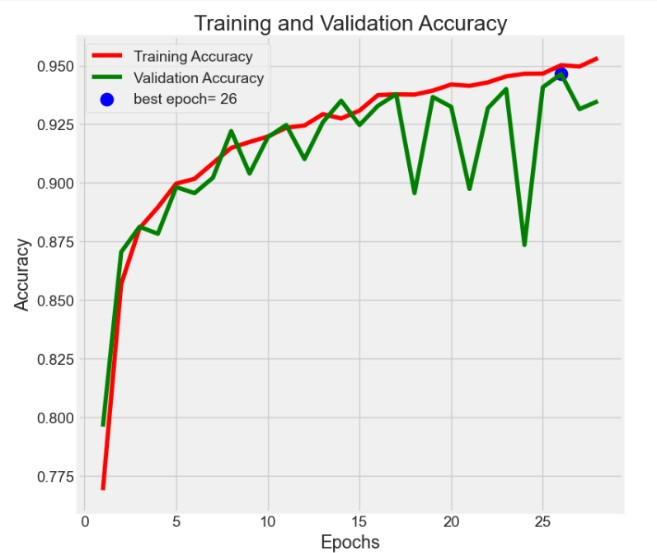 Training and Validation Accuracy
Training Accuracy
Validation Accuracy
best epoch= 26
0.950
0.925
0.900
0.875
0.850
0.825
0.800
0.775
Accuracy
0 5 10 15 20 25
Epochs